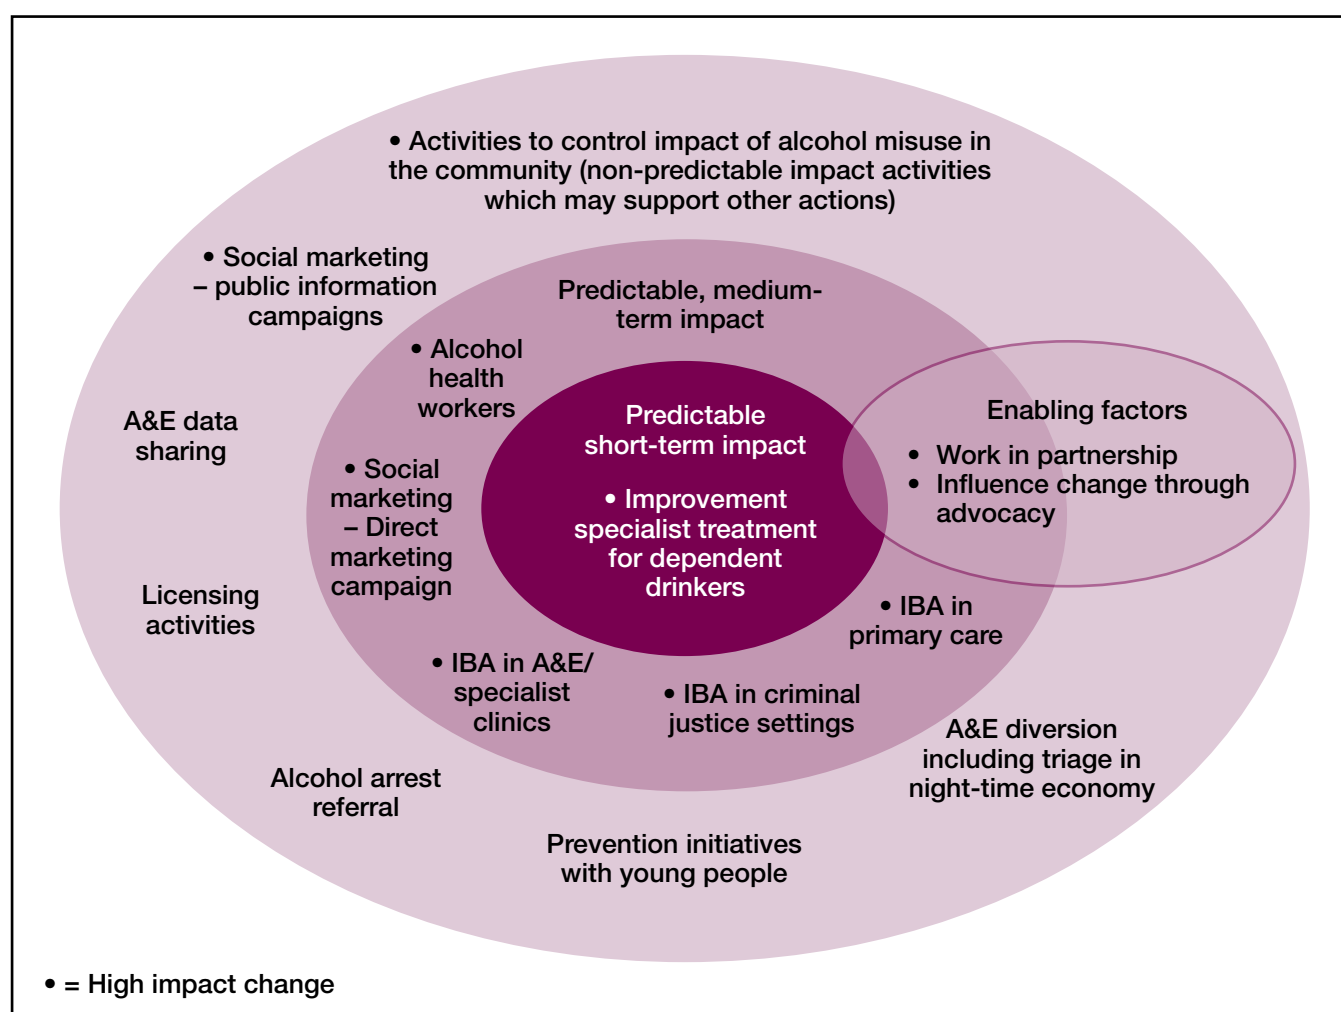 • Activities to control impact of alcohol misuse in
the community (non-predictable impact activities
which may support other actions)
• Social marketing
– public information
campaigns
Predictable, medium-
term impact
• Alcohol
health
workers
A&E data
sharing
Predictable
short-term impact
• Improvement
specialist treatment
for dependent
drinkers
Enabling factors
• Work in partnership
• Influence change through
advocacy
• Social
marketing
– Direct
marketing
campaign
Licensing
activities
• IBA in
primary care
• IBA in A&E/
specialist
clinics
• IBA in criminal
justice settings
A&E diversion
including triage in
night-time economy
Alcohol arrest
referral
Prevention initiatives
with young people
• = High impact change